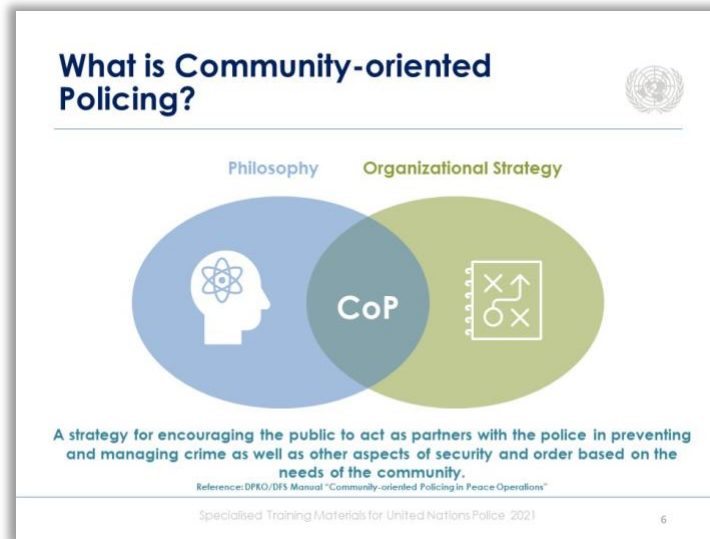 What is Community-oriented
Policing?
Philosophy
Organizational Strategy
CoP
A strategy for encouraging the public to act as partners with the police in preventing
and managing crime as well as other aspects of security and order based on the
needs of the community.
Reference: DPKO/DFS Manual "Community-oriented Policing in Peace Operations"
Specialised Training Materials for United Nations Police 2021
6